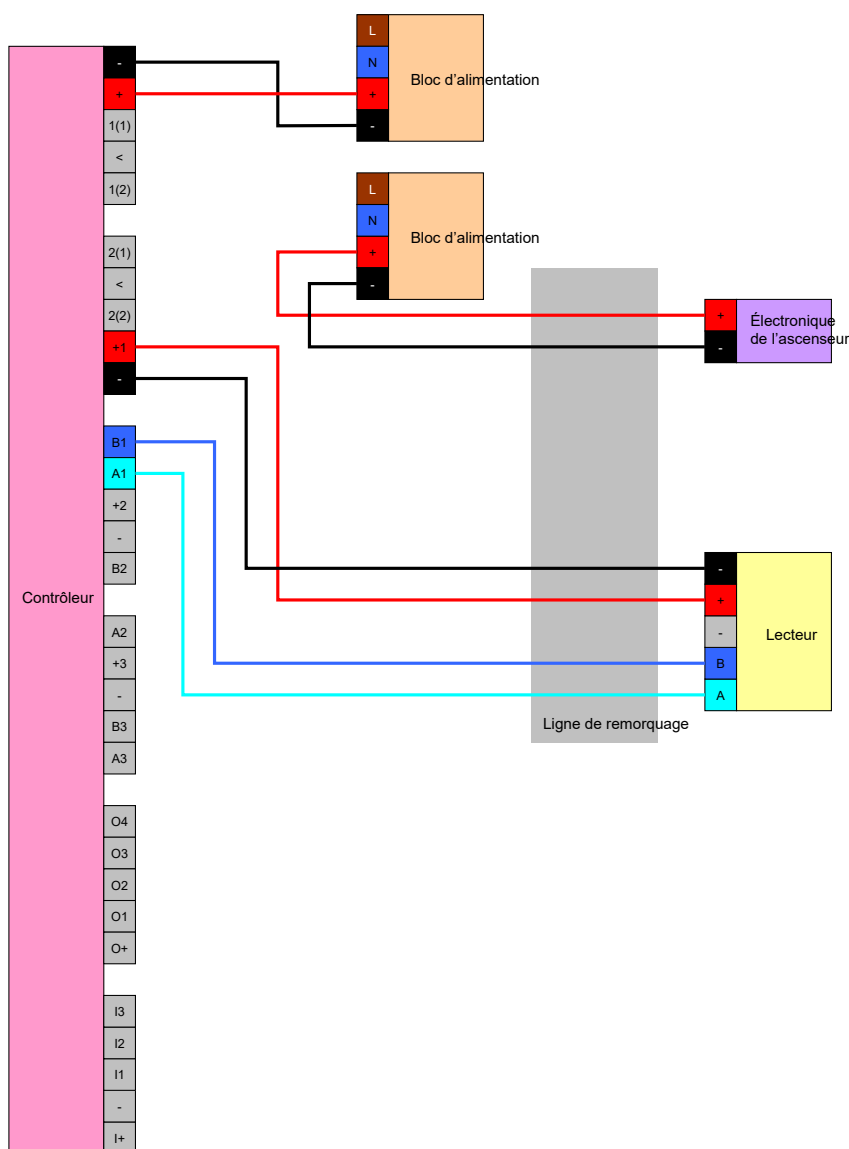 L
N
+
-
Bloc d’alimentation
-
+
1(1)
<
1(2)
L
N
+
-
Bloc d’alimentation
2(1)
<
2(2)
+1
-
+
-
Électronique
de l’ascenseur
B1
A1
+2
-
B2
Contrôleur
-
+
-
B
A
Lecteur
Ligne de remorquage
A2
+3
-
B3
A3
O4
O3
O2
O1
O+
I3
I2
I1
-
I+